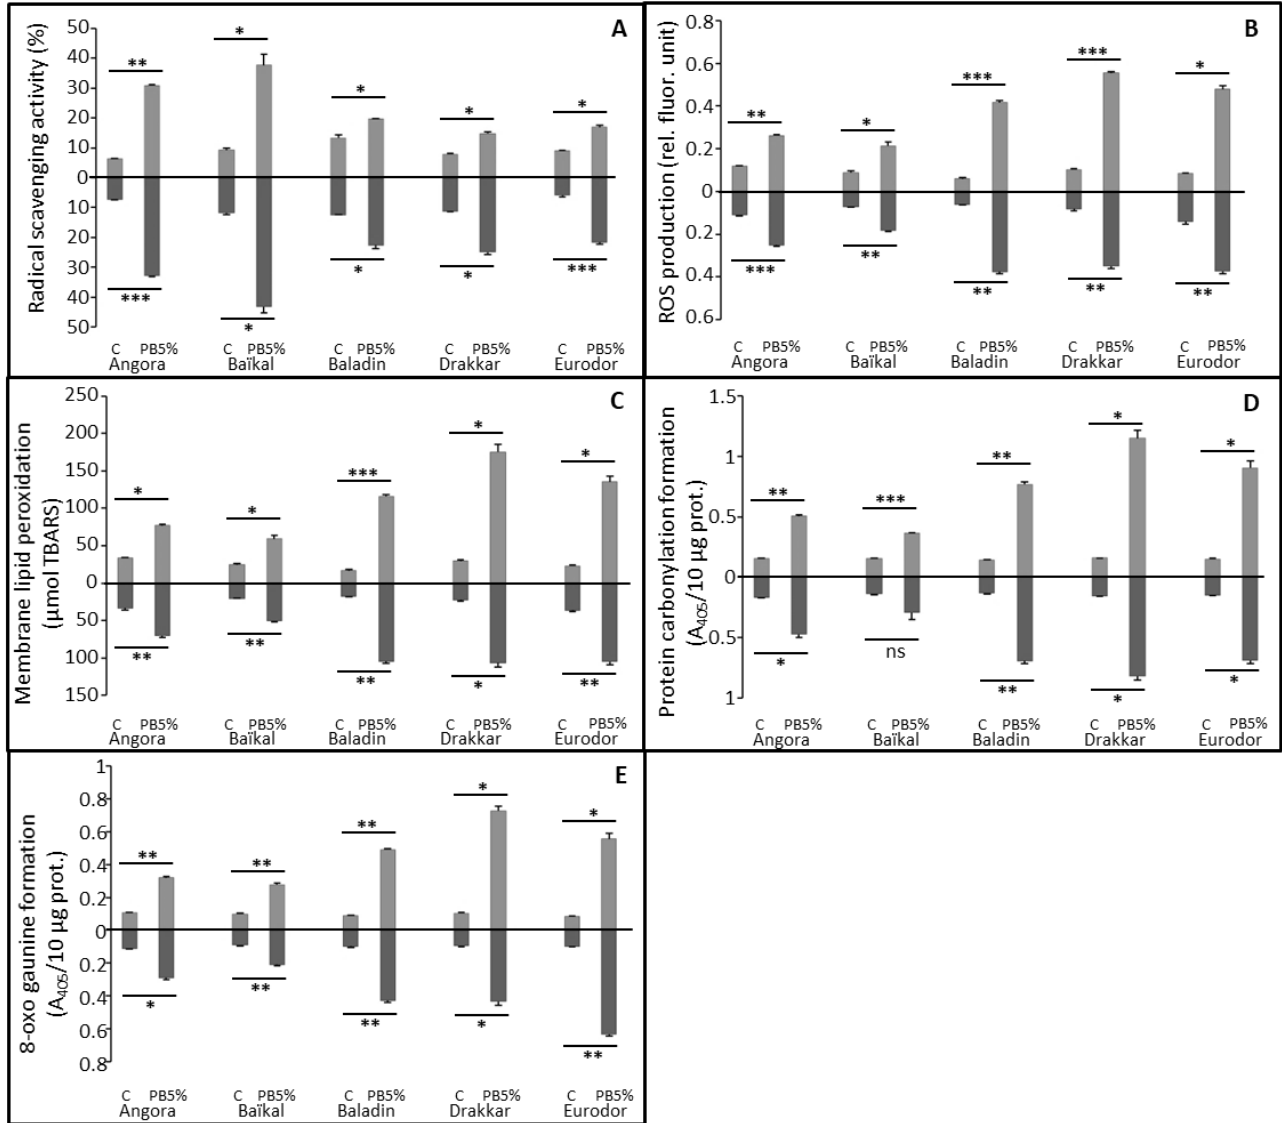 A
Radical scavenging activity (%)
50
40
30
20
10
0
10
20
30
40
50
** * * * *
*** * * * ***
C PB5% C PB5% C PB5% C PB5% C PB5%
Angora Baïkal Baladin Drakkar Eurodor
B
ROS production (rel. fluor. unit)
0.8
0.6
0.4
0.2
0
0.2
0.4
0.6
** * *** *** *
*** ** ** ** **
C PB5% C PB5% C PB5% C PB5% C PB5%
Angora Baïkal Baladin Drakkar Eurodor
C
Membrane lipid peroxidation
(µmol TBARS)
250
200
150
100
50
0
50
100
150
* * *** * *
** ** ** * **
C PB5% C PB5% C PB5% C PB5% C PB5%
Angora Baïkal Baladin Drakkar Eurodor
D
Protein carbonylation formation
(A405/10 µg prot.)
1.5
1
0.5
0
0.5
1
** *** ** * *
* ns ** * *
C PB5% C PB5% C PB5% C PB5% C PB5%
Angora Baïkal Baladin Drakkar Eurodor
E
8-oxo gaunine formation
(A405/10 µg prot.)
1
0.8
0.6
0.4
0.2
0
0.2
0.4
0.6
0.8
** ** ** * *
* ** ** * **
C PB5% C PB5% C PB5% C PB5% C PB5%
Angora Baïkal Baladin Drakkar Eurodor